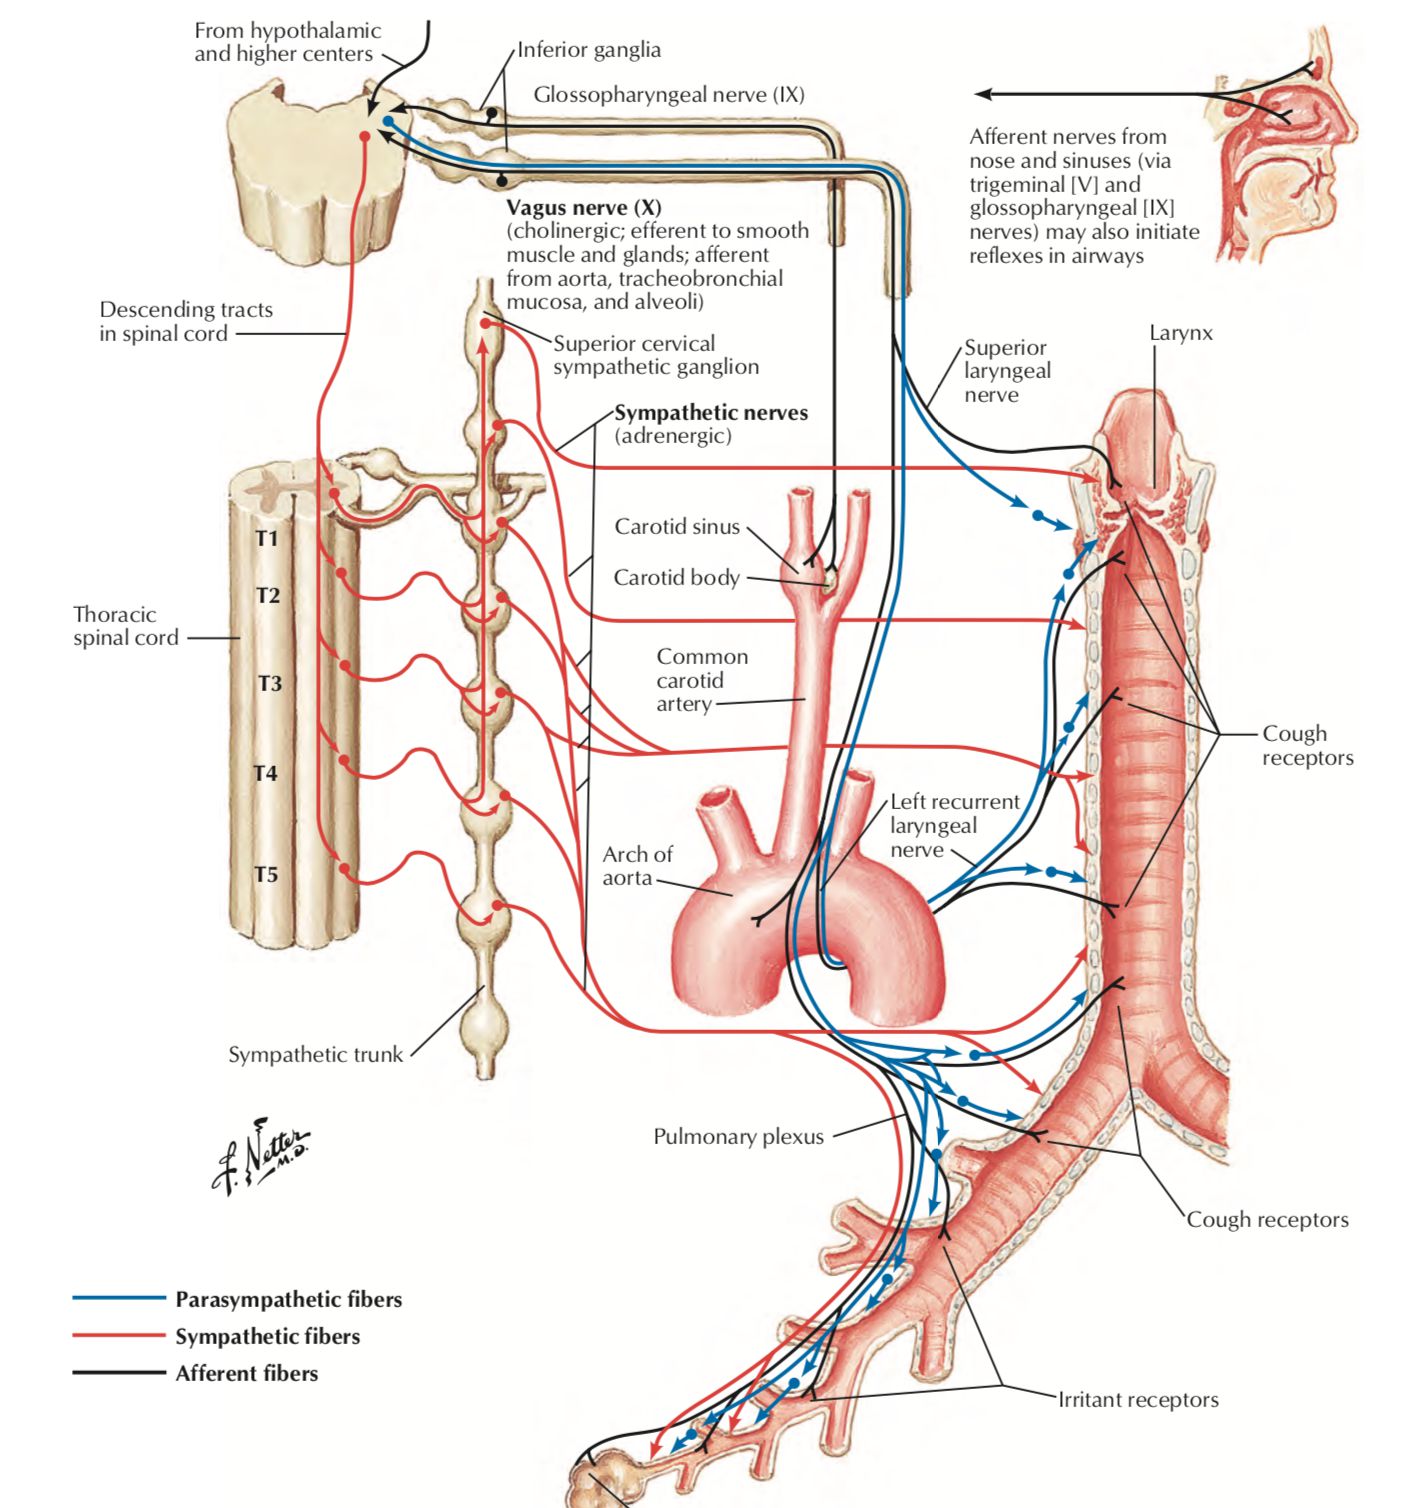 From hypothalamic
and higher centers
Inferior ganglia
Glossopharyngeal nerve (IX)
Afferent nerves from
nose and sinuses (via
trigeminal [V] and
glossopharyngeal [IX]
nerves) may also initiate
reflexes in airways
Vagus nerve (X)
(cholinergic; efferent to smooth
muscle and glands; afferent
from aorta, tracheobronchial
mucosa, and alveoli)
Descending tracts
in spinal cord
Superior cervical
sympathetic ganglion
Superior
laryngeal
nerve
Larynx
Sympathetic nerves
(adrenergic)
Carotid sinus
Carotid body
T1
T2
T3
T4
T5
Thoracic
spinal cord
Common
carotid
artery
Cough
receptors
Left recurrent
laryngeal
nerve
Arch of
aorta
Sympathetic trunk
Pulmonary plexus
F. Netter
M.D.
Cough receptors
Parasympathetic fibers
Sympathetic fibers
Afferent fibers
Irritant receptors